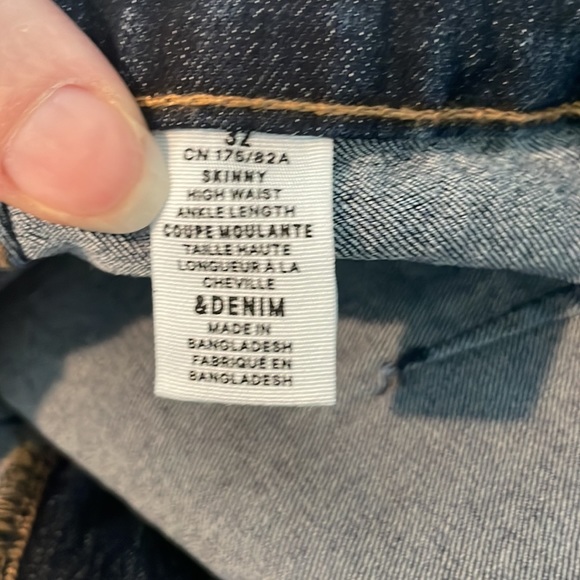 32
CN 175/82A
SKINNY
HIGH WAIST
ANKLE LENGTH
COUPE MOULANTE
TAILLE HAUTE
LONGUEUR À LA
CHEVILLE
&DENIM
MADE IN
BANGLADESH
FABRIQUÉ EN
BANGLADESH